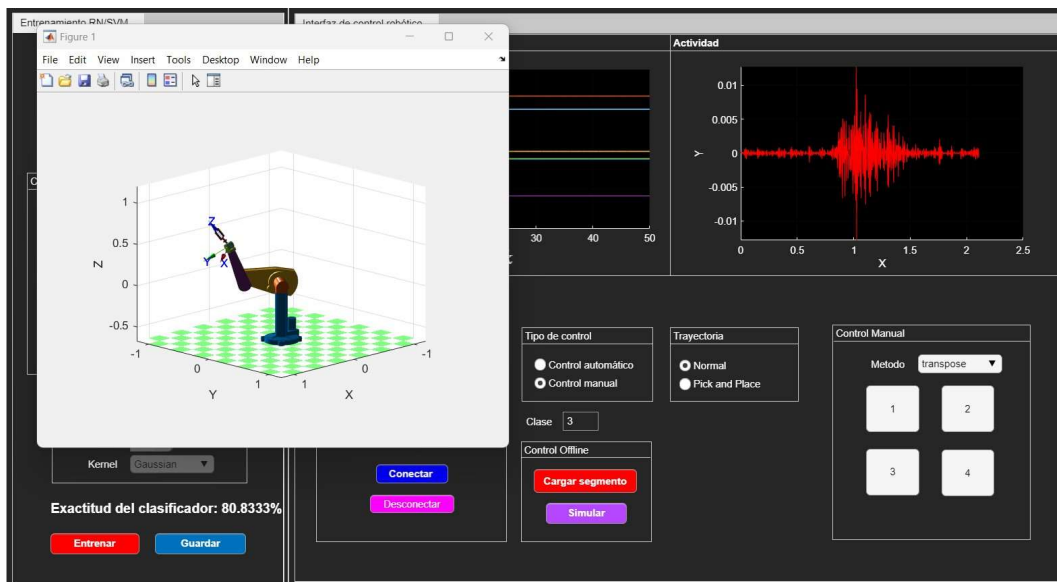 Entrenamiento RN/SVM
Interfaz de control robótico
Figure 1
File Edit View Insert Tools Desktop Window Help
Z
Y
X
1
0.5
0
-0.5
Z
-1
0
1
Y
1
0
-1
X
30
40
50
Actividad
0.01
0.005
0
-0.005
-0.01
Y
0
0.5
1
1.5
2
2.5
X
Tipo de control
Control automático
Control manual
Clase 3
Trayectoria
Normal
Pick and Place
Control Manual
Metodo transpose
1
2
3
4
Control Offline
Cargar segmento
Simular
Conectar
Desconectar
Kernel Gaussian
Exactitud del clasificador: 80.8333%
Entrenar
Guardar